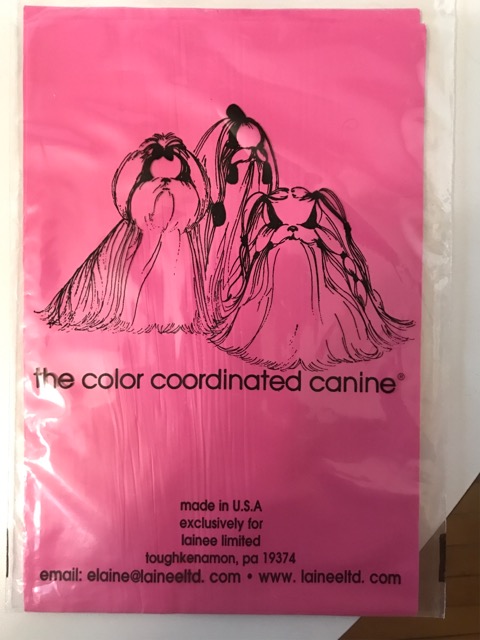 the color coordinated canine®
made in U.S.A
exclusively for
lainee limited
toughkenamon, pa 19374
email: elaine@laineeltd. com • www. laineeltd. com